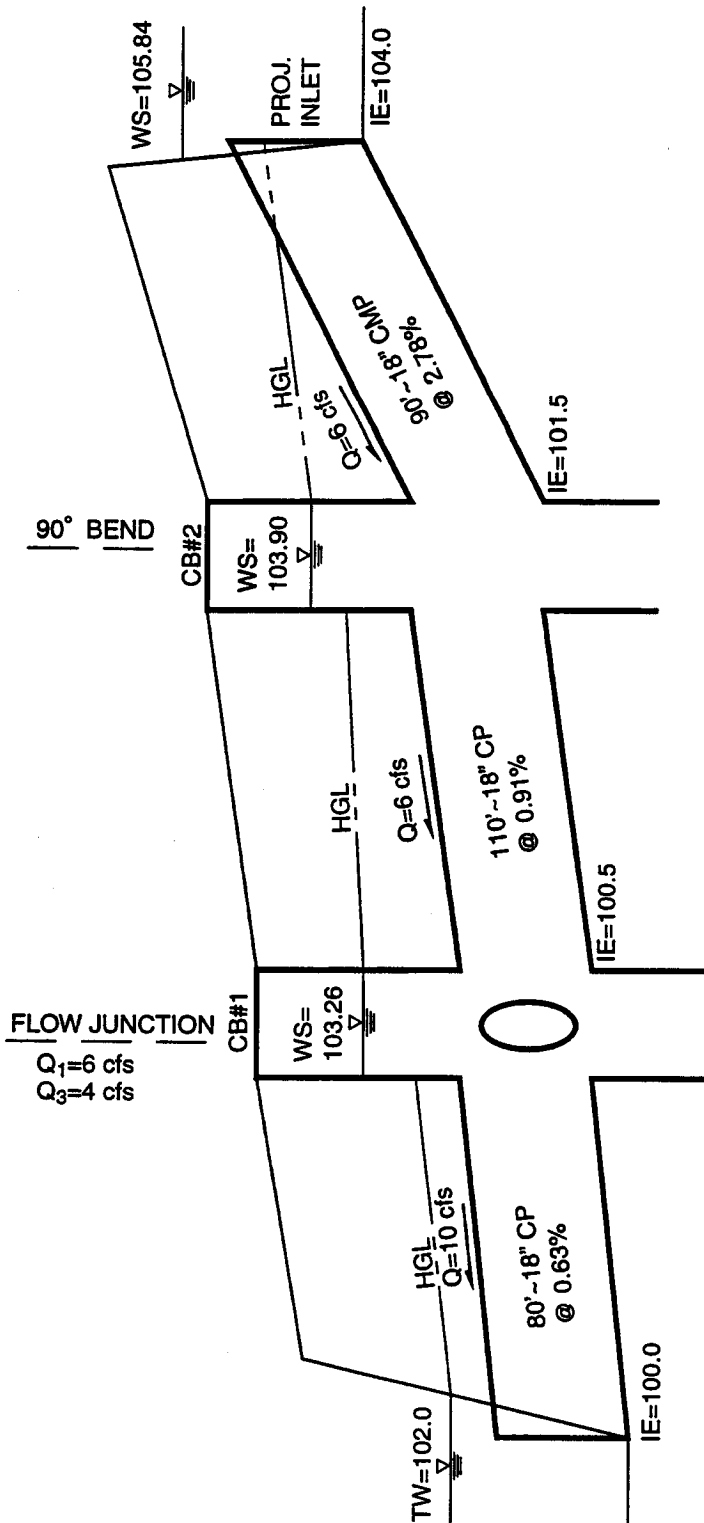 FLOW JUNCTION
Q₁=6 cfs
Q₃=4 cfs
CB#1
WS=
103.26
90° BEND
CB#2
WS=
103.90
WS=105.84
PROJ.
INLET
IE=104.0
TW=102.0
HGL
Q=10 cfs
80'~18" CP
@ 0.63%
IE=100.0
HGL
Q=6 cfs
110'~18" CP
@ 0.91%
IE=100.5
HGL
Q=6 cfs
90'~18" CMP
@ 2.78%
IE=101.5